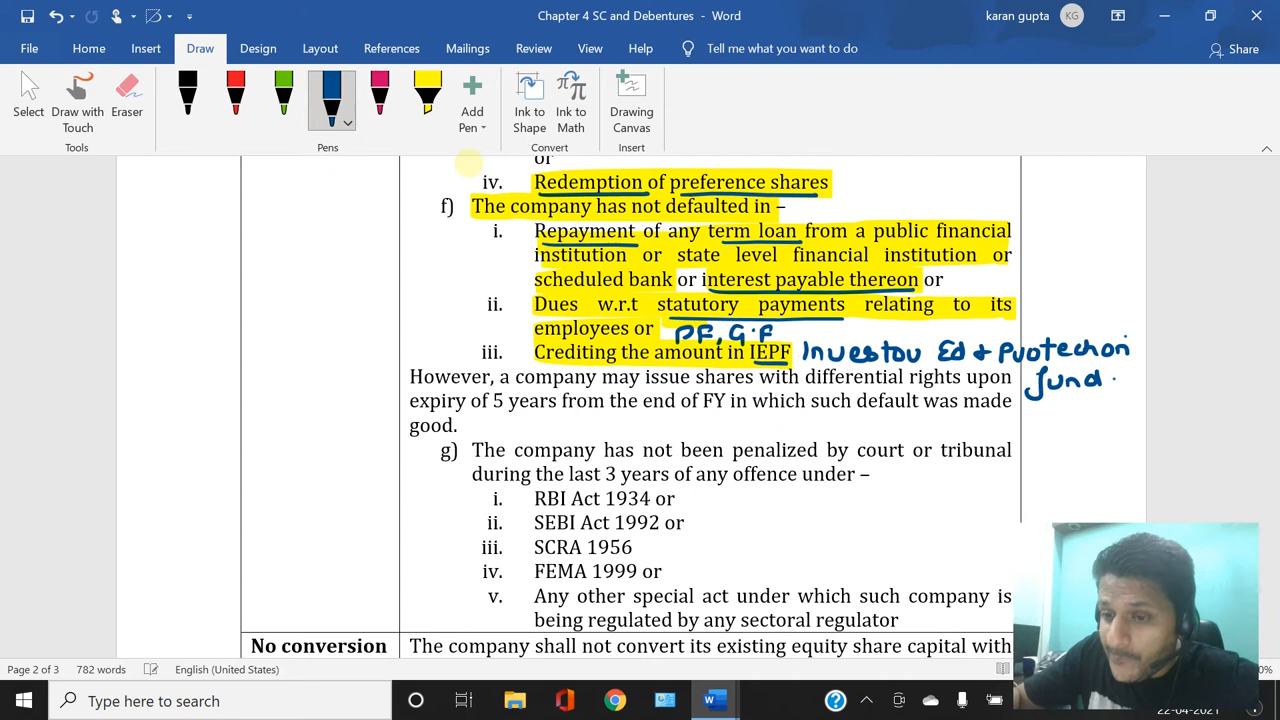 Chapter 4 SC and Debentures - Word
karan gupta
KG
File Home Insert Draw Design Layout References Mailings Review View Help Tell me what you want to do Share
Select
Draw with Touch
Eraser
Add Pen
Ink to Shape
Ink to Math
Drawing Canvas
Tools
Pens
Convert
Insert
or
iv. Redemption of preference shares
f) The company has not defaulted in –
i. Repayment of any term loan from a public financial
institution or state level financial institution or
scheduled bank or interest payable thereon or
ii. Dues w.r.t statutory payments relating to its
employees or PF, G.F
iii. Crediting the amount in IEPF Investor Ed + Protection
fund.
However, a company may issue shares with differential rights upon
expiry of 5 years from the end of FY in which such default was made
good.
g) The company has not been penalized by court or tribunal
during the last 3 years of any offence under –
i. RBI Act 1934 or
ii. SEBI Act 1992 or
iii. SCRA 1956
iv. FEMA 1999 or
v. Any other special act under which such company is
being regulated by any sectoral regulator
No conversion The company shall not convert its existing equity share capital with
Page 2 of 3 782 words English (United States)
0%
Type here to search
22-04-2021